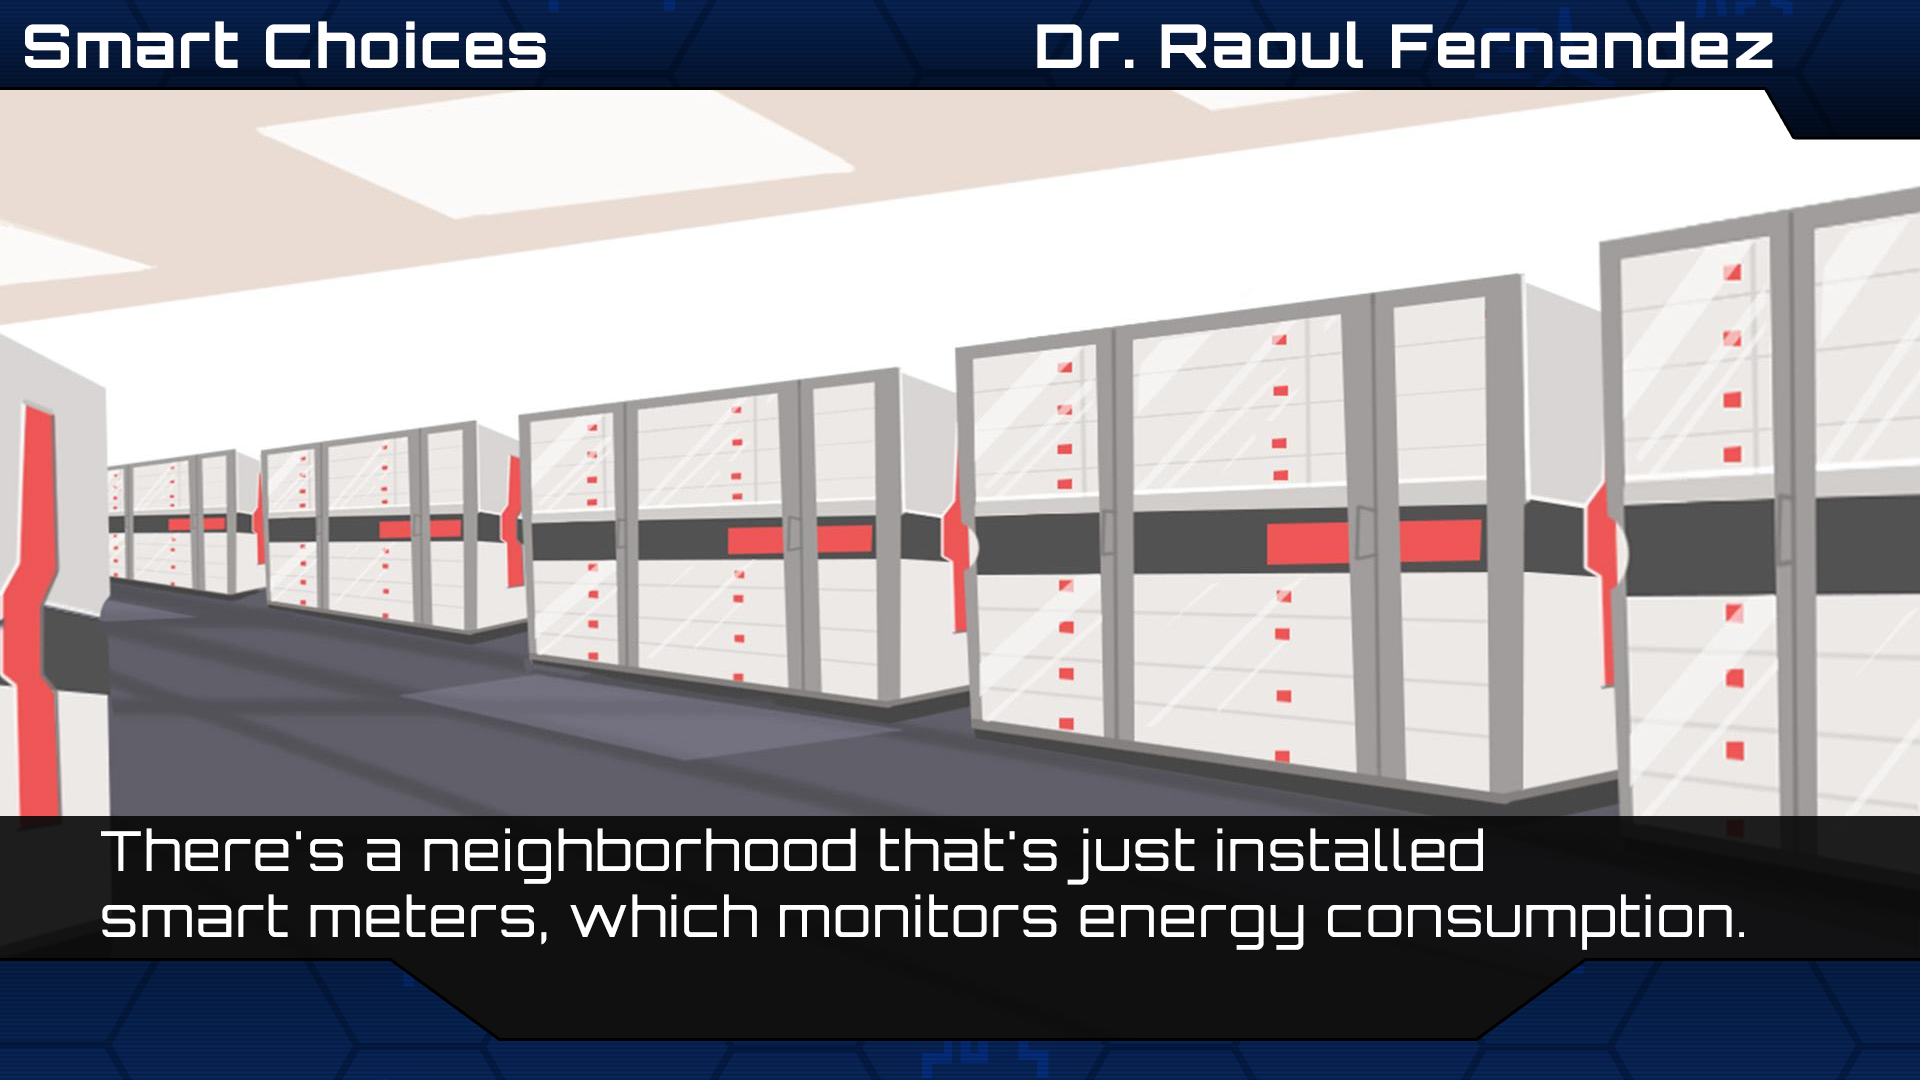 Smart Choices
Dr. Raoul Fernandez
There's a neighborhood that's just installed
smart meters, which monitors energy consumption.